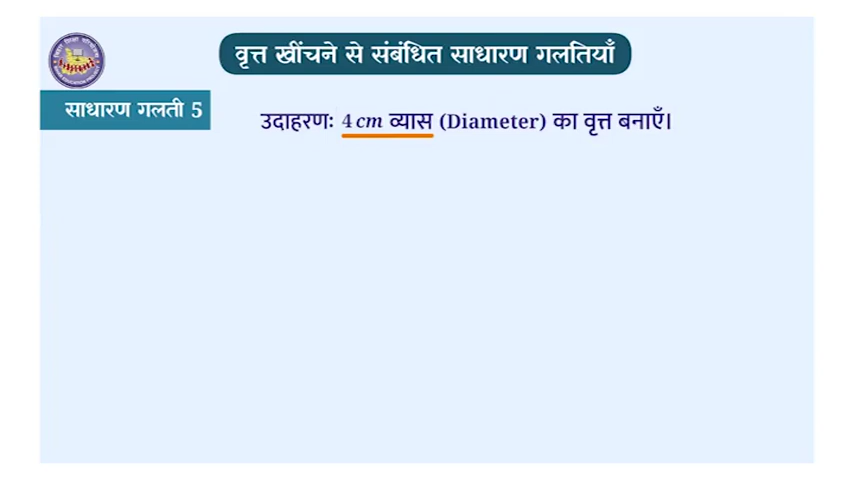 वृत्त खींचने से संबंधित साधारण गलतियाँ
साधारण गलती 5
उदाहरणः 4 cm व्यास (Diameter) का वृत्त बनाएँ।